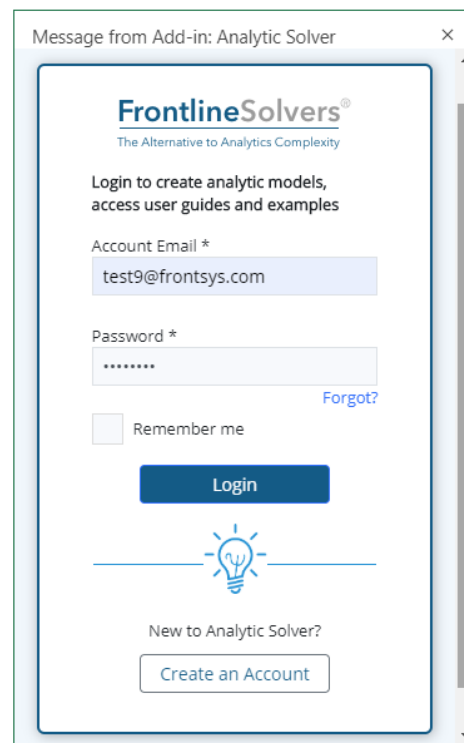 Message from Add-in: Analytic Solver
FrontlineSolvers®
The Alternative to Analytics Complexity
Login to create analytic models,
access user guides and examples
Account Email *
test9@frontsys.com
Password *
••••••••
Forgot?
Remember me
Login
New to Analytic Solver?
Create an Account